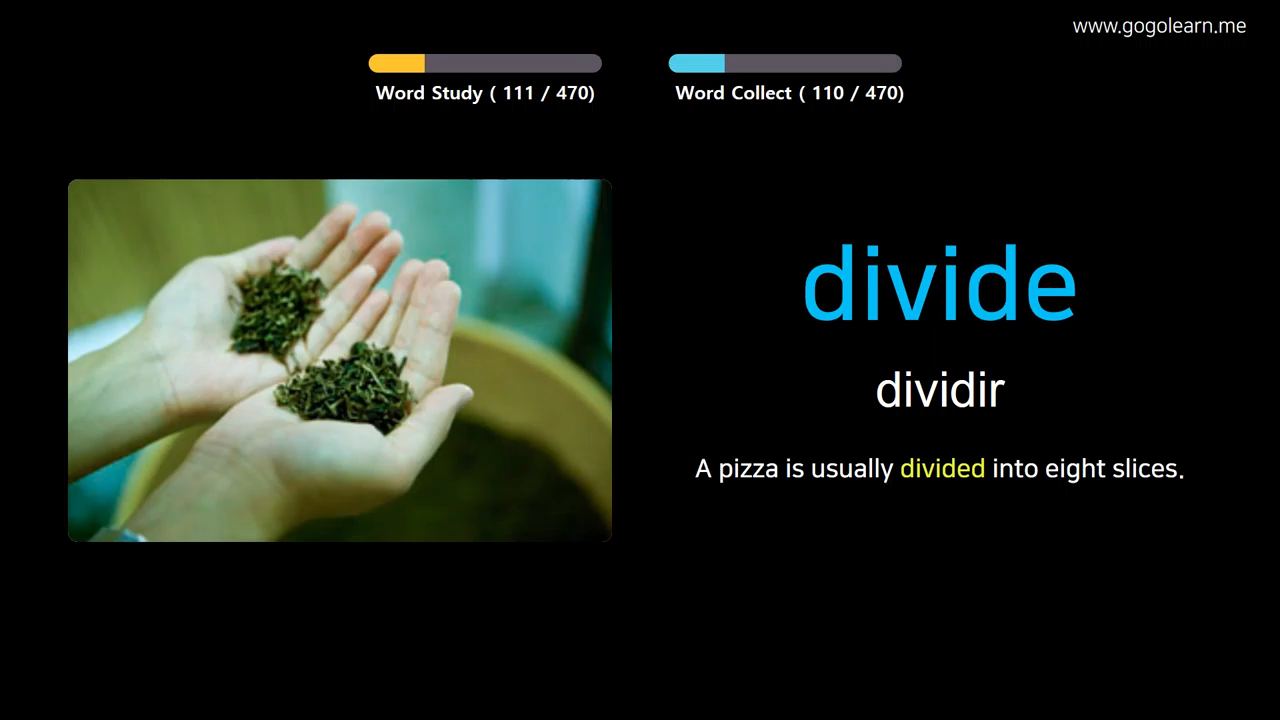 www.gogolearn.me
Word Study ( 111 / 470)
Word Collect ( 110 / 470)
divide
dividir
A pizza is usually divided into eight slices.